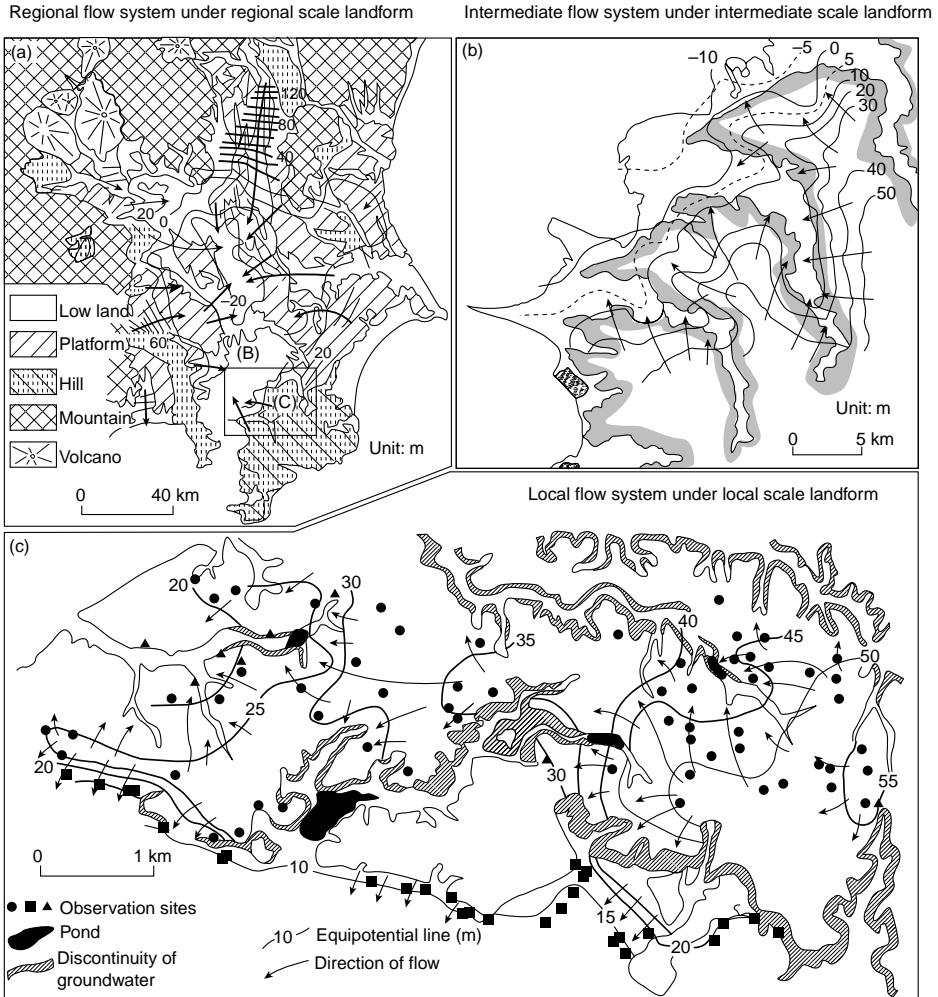 Regional flow system under regional scale landform
Intermediate flow system under intermediate scale landform
(a)
120
80
40
20
0
–20
60
(B)
20
(C)
Low land
Platform
Hill
Mountain
Volcano
Unit: m
0 40 km
(b)
–10
–5
0
5
10
20
30
40
50
Unit: m
0 5 km
Local flow system under local scale landform
(c)
20
30
35
40
45
50
25
20
30
55
10
15
20
0 1 km
Observation sites
Pond
Discontinuity of
groundwater
10 Equipotential line (m)
Direction of flow